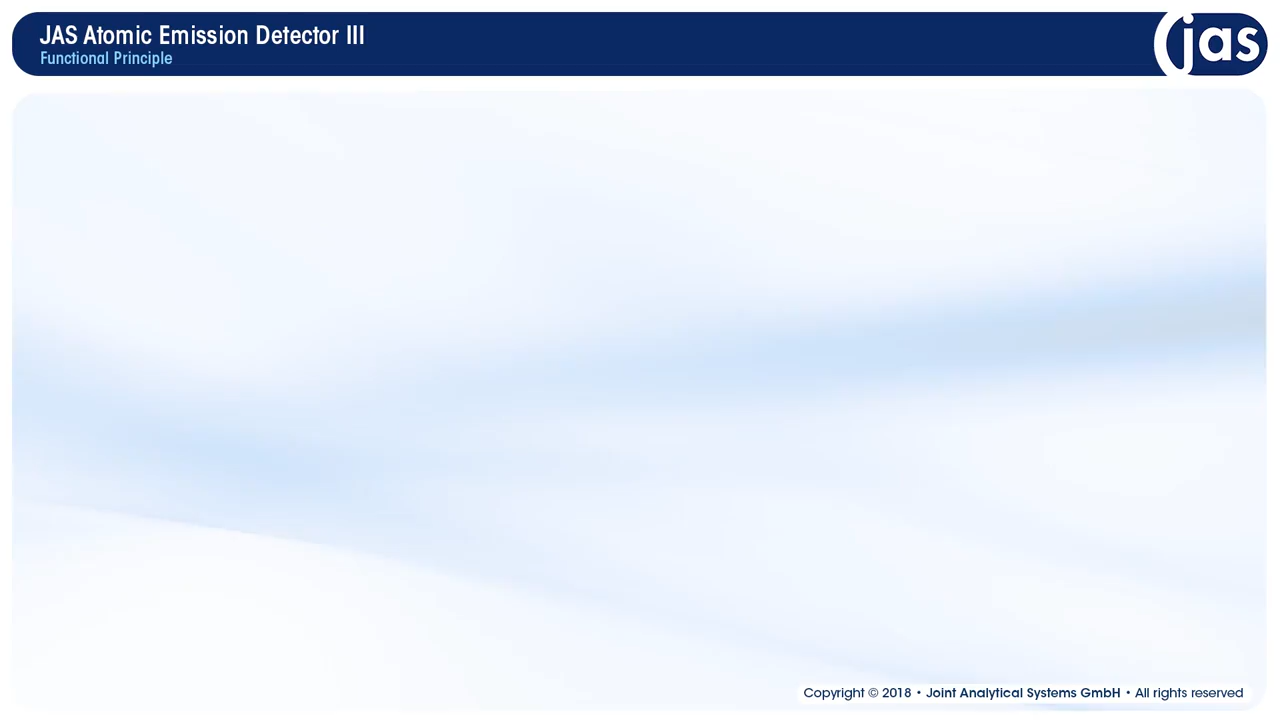 JAS Atomic Emission Detector III
Functional Principle
jas
Copyright © 2018 • Joint Analytical Systems GmbH • All rights reserved